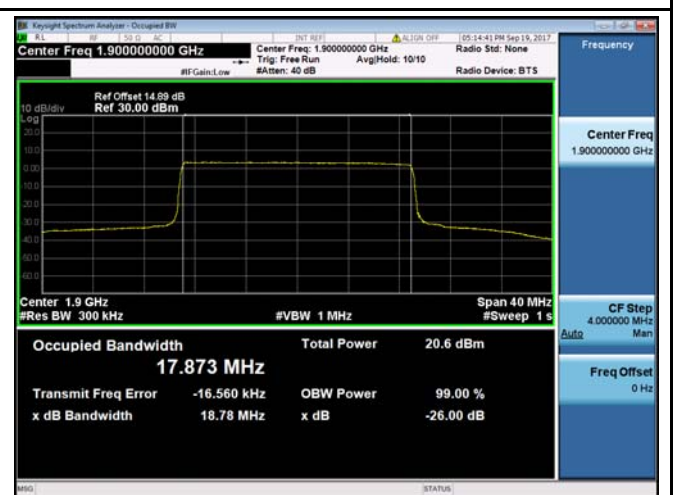 Keysight Spectrum Analyzer - Occupied BW
RL RF 50 Ω AC INT REF ALIGN OFF 05:14:41 PM Sep 19, 2017
Center Freq 1.900000000 GHz
Center Freq: 1.900000000 GHz
Radio Std: None
Trig: Free Run Avg|Hold: 10/10
#IFGain:Low
#Atten: 40 dB
Radio Device: BTS
Ref Offset 14.89 dB
10 dB/div Ref 30.00 dBm
Log
20.0
10.0
0.00
10.0
20.0
30.0
40.0
50.0
60.0
Center 1.9 GHz Span 40 MHz
#Res BW 300 kHz #VBW 1 MHz #Sweep 1 s
Occupied Bandwidth Total Power 20.6 dBm
17.873 MHz
Transmit Freq Error -16.560 kHz OBW Power 99.00 %
x dB Bandwidth 18.78 MHz x dB -26.00 dB
Frequency
Center Freq
1.900000000 GHz
CF Step
4.000000 MHz
Auto Man
Freq Offset
0 Hz
MSG STATUS